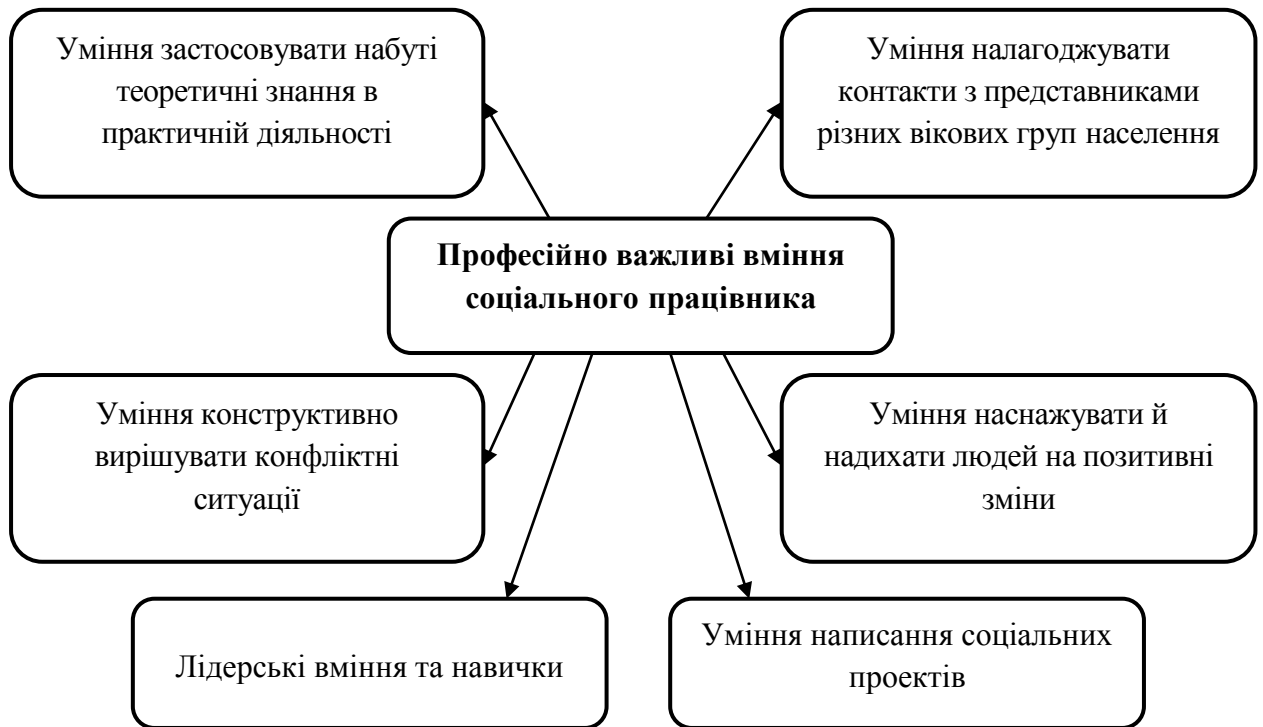 Уміння застосовувати набуті
теоретичні знання в
практичній діяльності
Уміння налагоджувати
контакти з представниками
різних вікових груп населення
Професійно важливі вміння
соціального працівника
Уміння конструктивно
вирішувати конфліктні
ситуації
Уміння наснажувати й
надихати людей на позитивні
зміни
Лідерські вміння та навички
Уміння написання соціальних
проектів